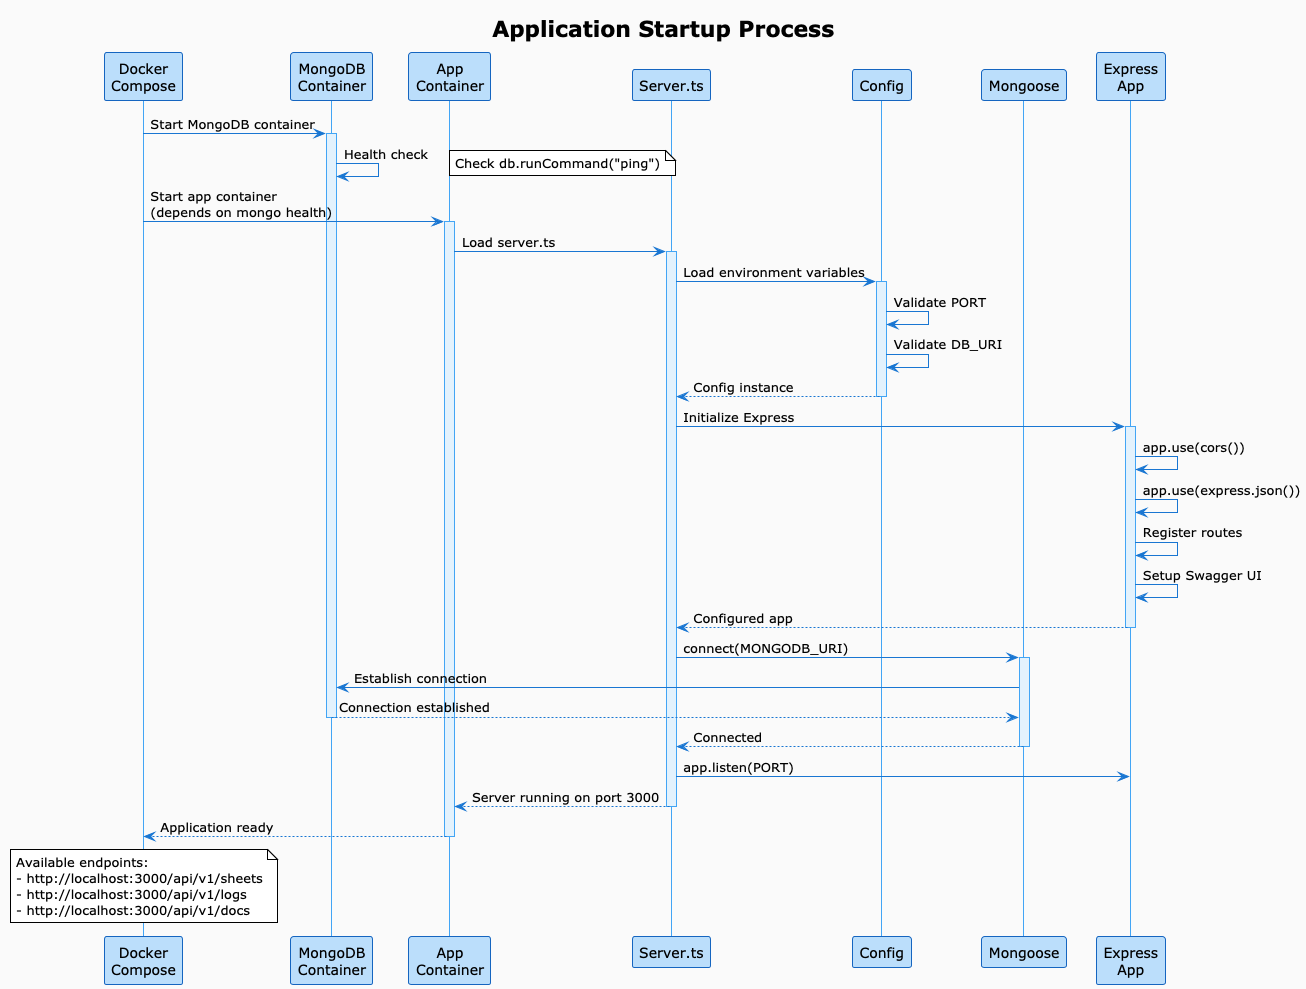 Application Startup Process
Docker
Compose
MongoDB
Container
App
Container
Server.ts
Config
Mongoose
Express
App
Start MongoDB container
Health check
Check db.runCommand("ping")
Start app container
(depends on mongo health)
Load server.ts
Load environment variables
Validate PORT
Validate DB_URI
Config instance
Initialize Express
app.use(cors())
app.use(express.json())
Register routes
Setup Swagger UI
Configured app
connect(MONGODB_URI)
Establish connection
Connection established
Connected
app.listen(PORT)
Server running on port 3000
Application ready
Available endpoints:
- http://localhost:3000/api/v1/sheets
- http://localhost:3000/api/v1/logs
- http://localhost:3000/api/v1/docs
Docker
Compose
MongoDB
Container
App
Container
Server.ts
Config
Mongoose
Express
App